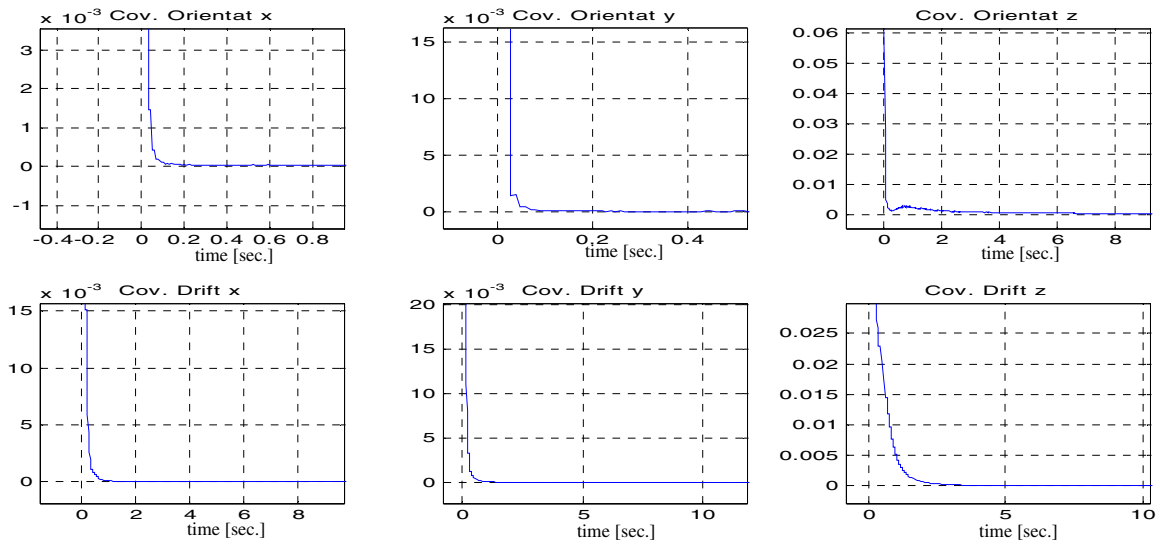 x 10⁻³ Cov. Orientat x
3
2
1
0
-1
-0.4 -0.2 0 0.2 0.4 0.6 0.8
time [sec.]
x 10⁻³ Cov. Orientat y
15
10
5
0
0 0.2 0.4
time [sec.]
Cov. Orientat z
0.06
0.05
0.04
0.03
0.02
0.01
0
0 2 4 6 8
time [sec.]
x 10⁻³ Cov. Drift x
15
10
5
0
0 2 4 6 8
time [sec.]
x 10⁻³ Cov. Drift y
20
15
10
5
0
0 5 10
time [sec.]
Cov. Drift z
0.025
0.02
0.015
0.01
0.005
0
0 5 10
time [sec.]